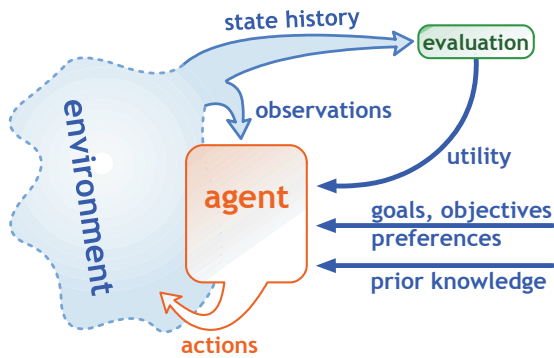 state history
evaluation
environment
observations
utility
agent
goals, objectives
preferences
prior knowledge
actions